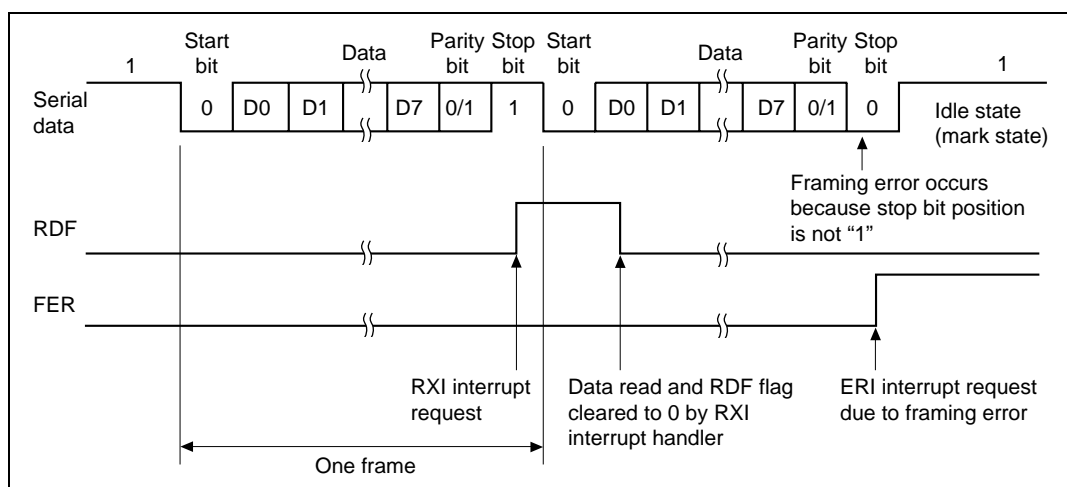 1
Start bit
Data
Parity bit
Stop bit
Start bit
Data
Parity bit
Stop bit
1
Serial data
0
D0
D1
D7
0/1
1
0
D0
D1
D7
0/1
0
Idle state
(mark state)
Framing error occurs
because stop bit position
is not “1”
RDF
FER
RXI interrupt
request
Data read and RDF flag
cleared to 0 by RXI
interrupt handler
ERI interrupt request
due to framing error
One frame